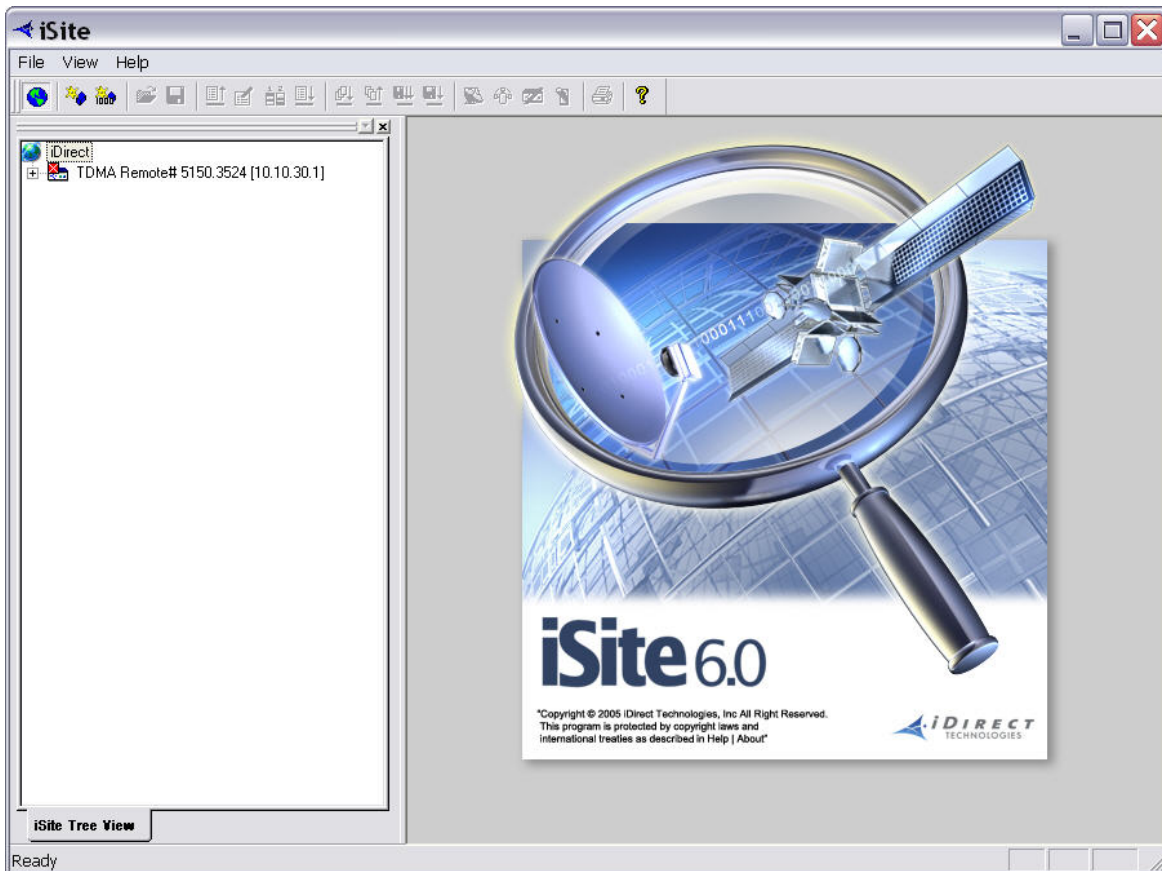 iSite
File View Help
1000
iDirect
TDMA Remote# 5150.3524 [10.10.30.1]
iSite 6.0
"Copyright © 2005 iDirect Technologies, Inc All Right Reserved.
This program is protected by copyright laws and
international treaties as described in Help | About"
iDIRECT
TECHNOLOGIES
iSite Tree View
Ready